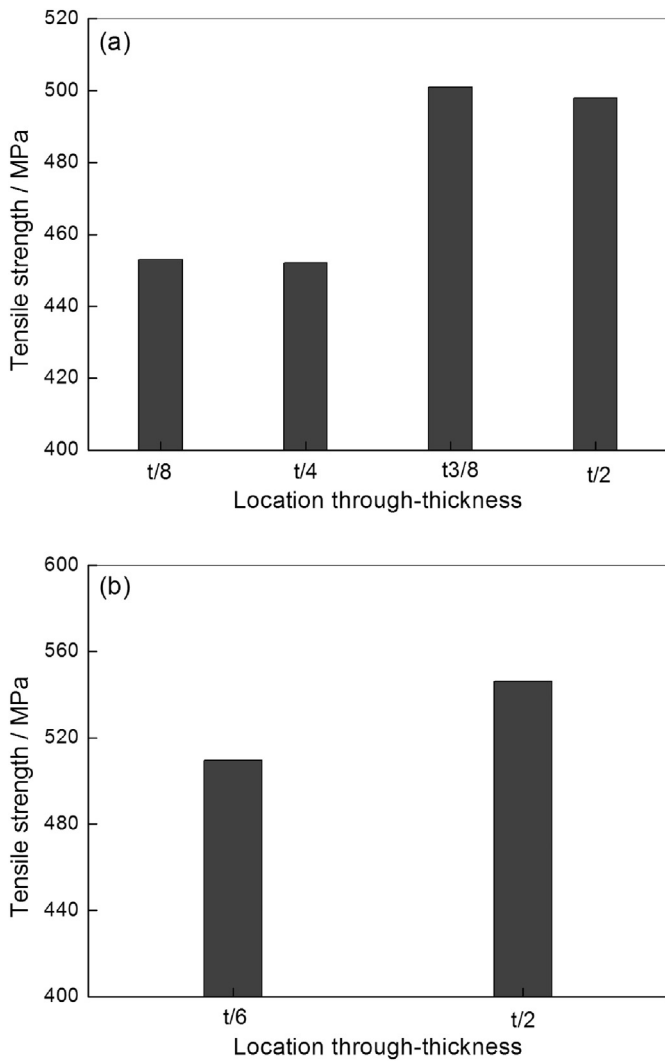 (a)
Tensile strength / MPa
520
500
480
460
440
420
400
t/8 t/4 t3/8 t/2
Location through-thickness
(b)
Tensile strength / MPa
600
560
520
480
440
400
t/6 t/2
Location through-thickness